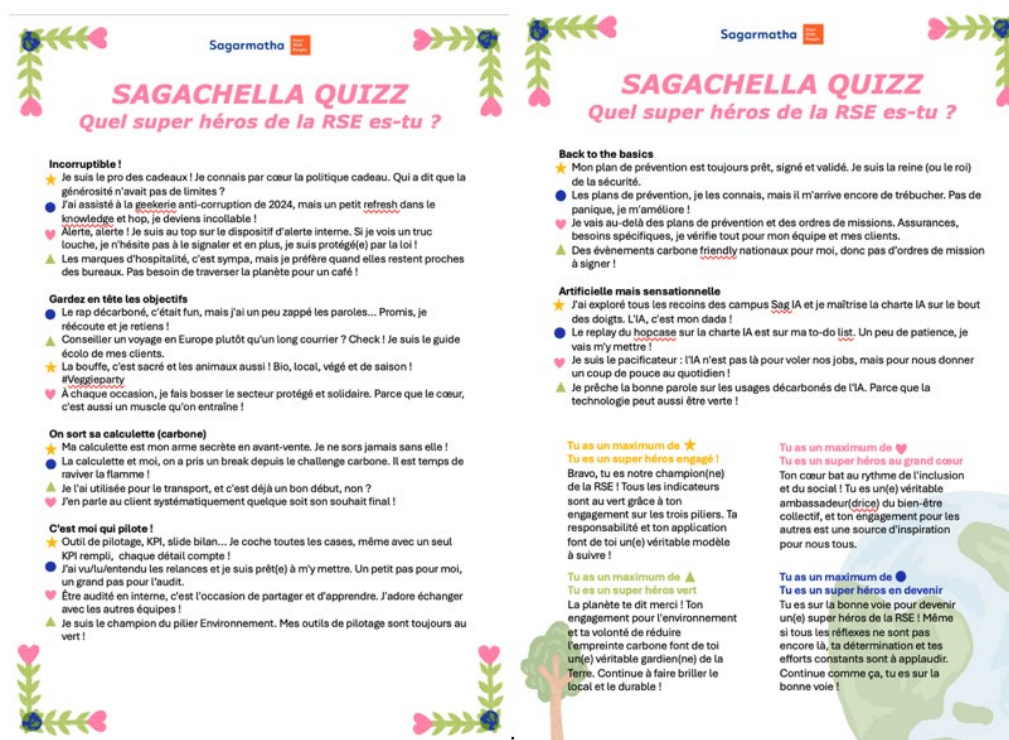 Sagarmatha
SAGACHELLA QUIZZ
Quel super héros de la RSE es-tu ?
Incorruptible !
Je suis le pro des cadeaux ! Je connais par cœur la politique cadeau. Qui a dit que la
générosité n'avait pas de limites ?
J'ai assisté à la geekerie anti-corruption de 2024, mais un petit refresh dans le
knowledge et hop, je deviens incollable !
Alerte, alerte ! Je suis au top sur le dispositif d'alerte interne. Si je vois un truc
louche, je n'hésite pas à le signaler et en plus, je suis protégé(e) par la loi !
Les marques d'hospitalité, c'est sympa, mais je préfère quand elles restent proches
des bureaux. Pas besoin de traverser la planète pour un café !
Gardez en tête les objectifs
Le rap décarboné, c'était fun, mais j'ai un peu zappé les paroles... Promis, je
réécoute et je retiens !
Conseiller un voyage en Europe plutôt qu'un long courrier ? Check ! Je suis le guide
écolo de mes clients.
La bouffe, c'est sacré et les animaux aussi ! Bio, local, végé et de saison !
#Veggieparty
À chaque occasion, je fais bosser le secteur protégé et solidaire. Parce que le cœur,
c'est aussi un muscle qu'on entraîne !
On sort sa calculette (carbone)
Ma calculette est mon arme secrète en avant-vente. Je ne sors jamais sans elle !
La calculette et moi, on a pris un break depuis le challenge carbone. Il est temps de
raviver la flamme !
Je l'ai utilisée pour le transport, et c'est déjà un bon début, non ?
J'en parle au client systématiquement quelque soit son souhait final !
C'est moi qui pilote !
Outil de pilotage, KPI, slide bilan... Je coche toutes les cases, même avec un seul
KPI rempli, chaque détail compte !
J'ai vu/lu/entendu les relances et je suis prêt(e) à m'y mettre. Un petit pas pour moi,
un grand pas pour l'audit.
Être audité en interne, c'est l'occasion de partager et d'apprendre. J'adore échanger
avec les autres équipes !
Je suis le champion du pilier Environnement. Mes outils de pilotage sont toujours au
vert !
Sagarmatha
SAGACHELLA QUIZZ
Quel super héros de la RSE es-tu ?
Back to the basics
Mon plan de prévention est toujours prêt, signé et validé. Je suis la reine (ou le roi)
de la sécurité.
Les plans de prévention, je les connais, mais il m'arrive encore de trébucher. Pas de
panique, je m'améliore !
Je vais au-delà des plans de prévention et des ordres de missions. Assurances,
besoins spécifiques, je vérifie tout pour mon équipe et mes clients.
Des évènements carbone friendly nationaux pour moi, donc pas d'ordres de mission
à signer !
Artificielle mais sensationnelle
J'ai exploré tous les recoins des campus Sag IA et je maîtrise la charte IA sur le bout
des doigts. L'IA, c'est mon dada !
Le replay du hopcase sur la charte IA est sur ma to-do list. Un peu de patience, je
vais m'y mettre !
Je suis le pacificateur : l'IA n'est pas là pour voler nos jobs, mais pour nous donner
un coup de pouce au quotidien !
Je prêche la bonne parole sur les usages décarbonés de l'IA. Parce que la
technologie peut aussi être verte !
Tu as un maximum de
Tu es un super héros engagé !
Bravo, tu es notre champion(ne)
de la RSE ! Tous les indicateurs
sont au vert grâce à ton
engagement sur les trois piliers. Ta
responsabilité et ton application
font de toi un(e) véritable modèle
à suivre !
Tu as un maximum de
Tu es un super héros au grand cœur
Ton cœur bat au rythme de l'inclusion
et du social ! Tu es un(e) véritable
ambassadeur(drice) du bien-être
collectif, et ton engagement pour les
autres est une source d'inspiration
pour nous tous.
Tu as un maximum de
Tu es un super héros vert
La planète te dit merci ! Ton
engagement pour l'environnement
et ta volonté de réduire
l'empreinte carbone font de toi
un(e) véritable gardien(ne) de la
Terre. Continue à faire briller le
local et le durable !
Tu as un maximum de
Tu es un super héros en devenir
Tu es sur la bonne voie pour devenir
un(e) super héros de la RSE ! Même
si tous les réflexes ne sont pas
encore là, ta détermination et tes
efforts constants sont à applaudir.
Continue comme ça, tu es sur la
bonne voie !